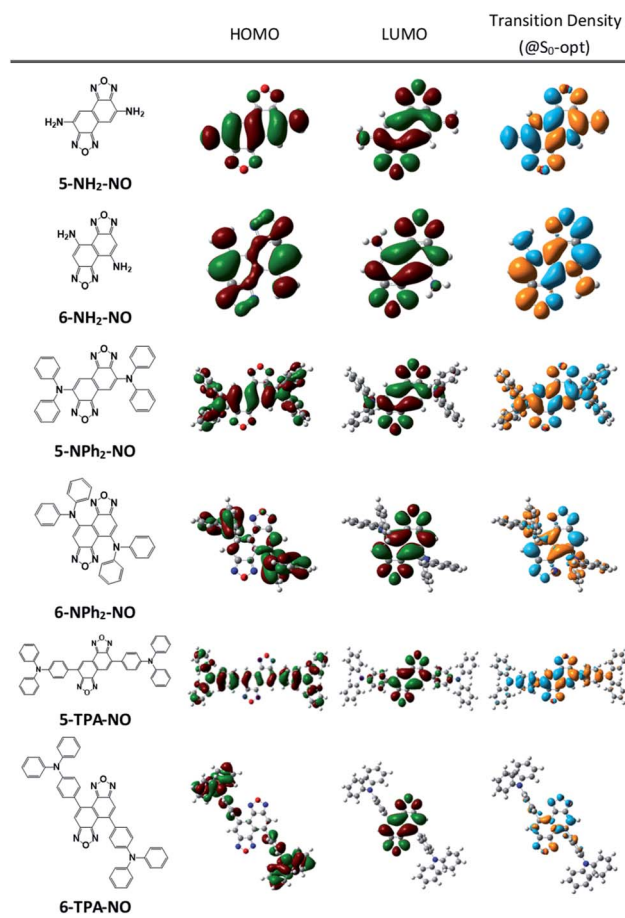 HOMO LUMO Transition Density
(@S₀-opt)
O
N N
NH₂
H₂N
N N
O
5-NH₂-NO
O
H₂N N N
NH₂
N N
O
6-NH₂-NO
O
N N
N N
N N
O
5-NPh₂-NO
O
N N
N
N
N N
O
6-NPh₂-NO
O
N N
N N
N N
O
5-TPA-NO
N
O
N N
N N
O
N
6-TPA-NO